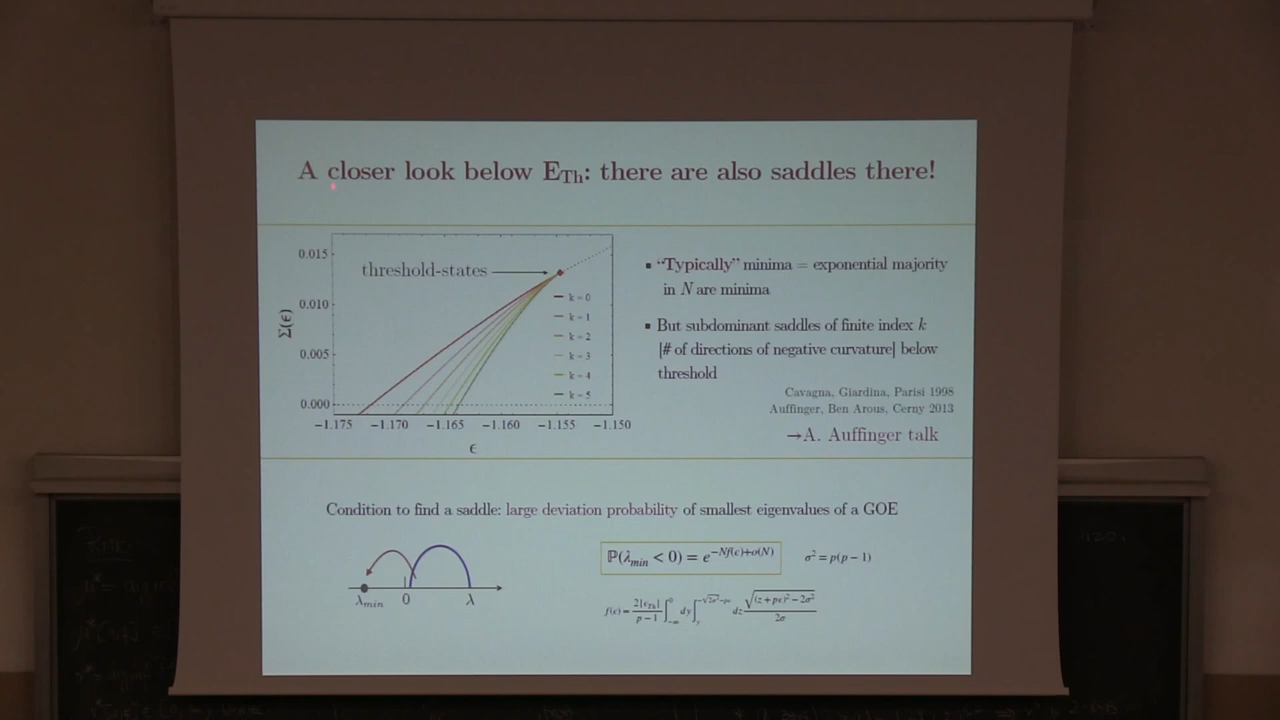 A closer look below E_Th: there are also saddles there!
0.015
0.010
0.005
0.000
Σ(ϵ)
threshold-states
k = 0
k = 1
k = 2
k = 3
k = 4
k = 5
−1.175 −1.170 −1.165 −1.160 −1.155 −1.150
ϵ
▪ “Typically” minima = exponential majority
in N are minima
▪ But subdominant saddles of finite index k
[# of directions of negative curvature] below
threshold
Cavagna, Giardina, Parisi 1998
Auffinger, Ben Arous, Cerny 2013
→A. Auffinger talk
Condition to find a saddle: large deviation probability of smallest eigenvalues of a GOE
λ_min 0 λ
ℙ(λ_min < 0) = e^{−Nf(ϵ)+o(N)} σ² = p(p − 1)